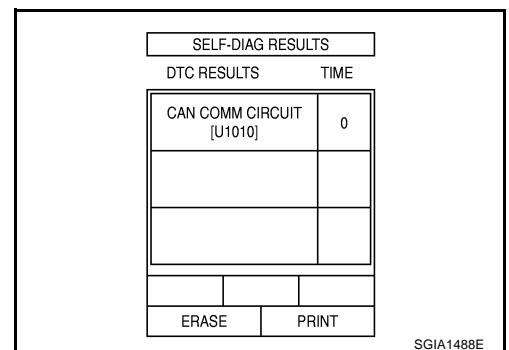 SELF-DIAG RESULTS
DTC RESULTS TIME
CAN COMM CIRCUIT 0
[U1010]
ERASE PRINT
SGIA1488E